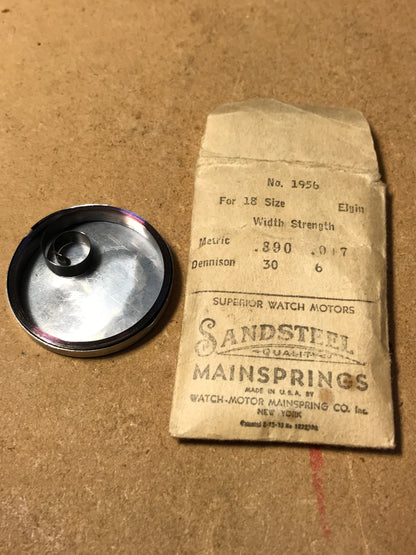 No. 1956
For 18 Size Elgin
Width Strength
Metric .890
Dennison 30 6
SUPERIOR WATCH MOTORS
SANDSTEEL
QUALITY
MAINSPRINGS
MADE IN U.S.A. BY
WATCH-MOTOR MAINSPRING CO. Inc.
NEW YORK